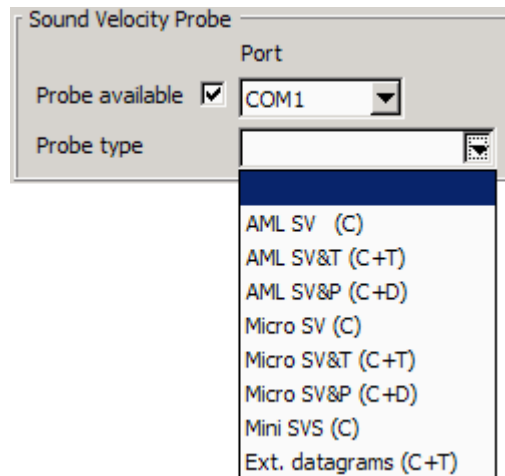 Sound Velocity Probe
Port
Probe available COM1
Probe type
AML SV (C)
AML SV&T (C+T)
AML SV&P (C+D)
Micro SV (C)
Micro SV&T (C+T)
Micro SV&P (C+D)
Mini SVS (C)
Ext. datagrams (C+T)